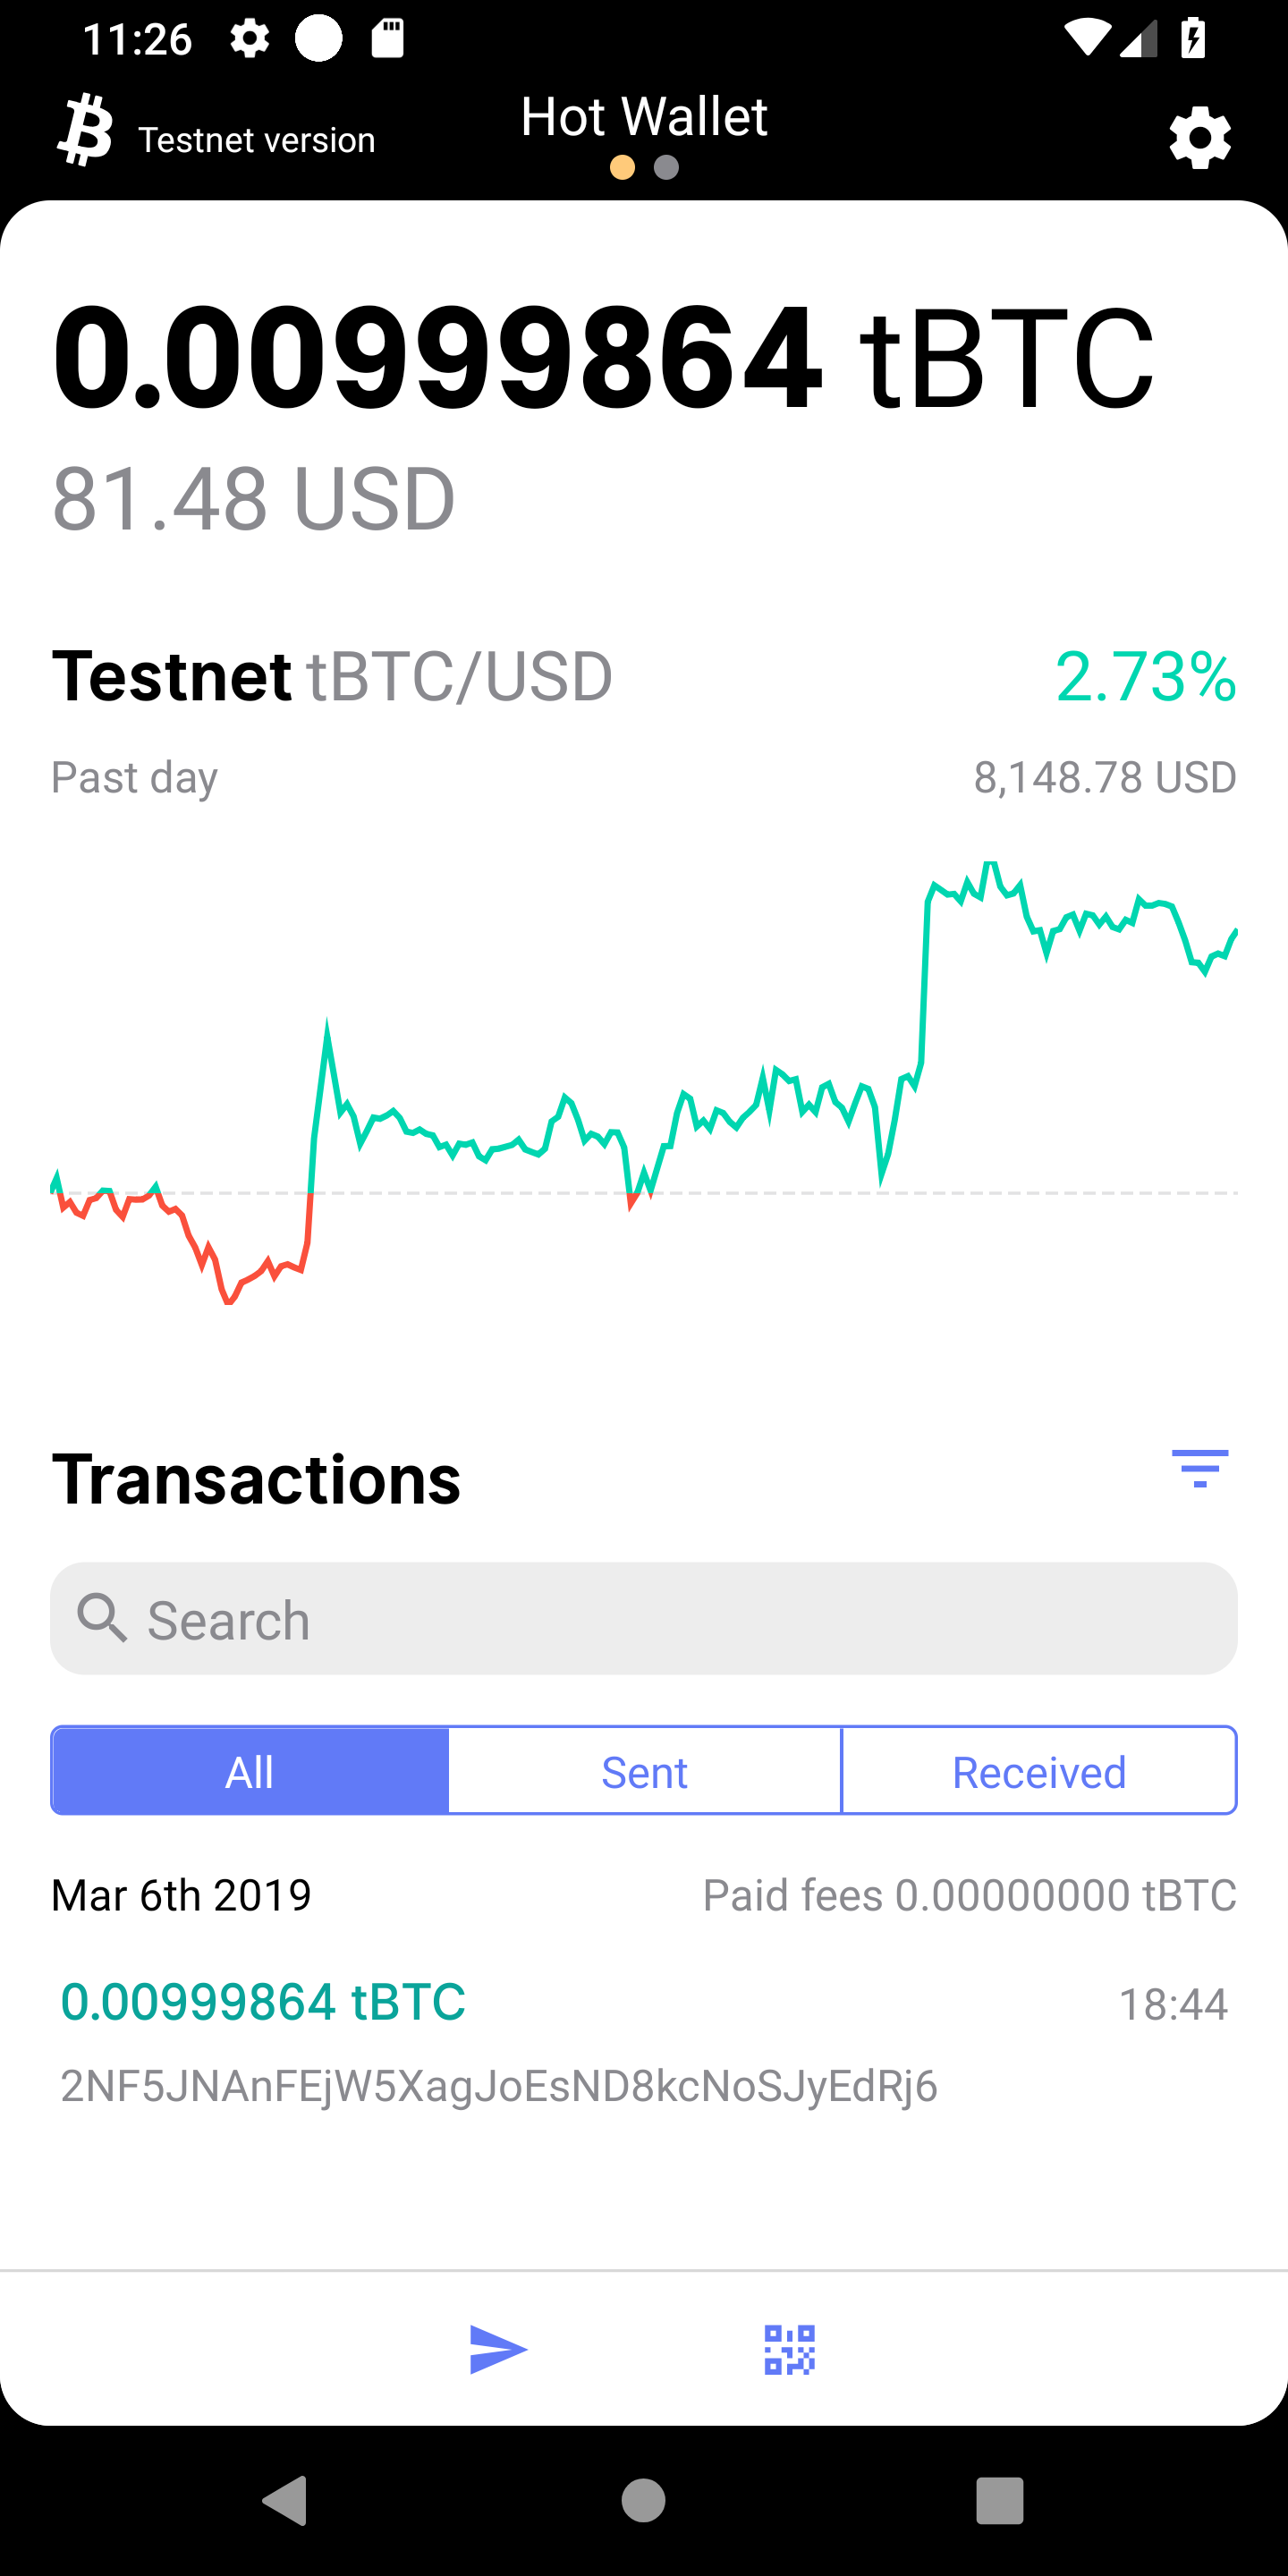 11:26
Testnet version
Hot Wallet
0.00999864 tBTC
81.48 USD
Testnet tBTC/USD 2.73%
Past day 8,148.78 USD
Transactions
Search
All Sent Received
Mar 6th 2019 Paid fees 0.00000000 tBTC
0.00999864 tBTC 18:44
2NF5JNAnFEjW5XagJoEsND8kcNoSJyEdRj6